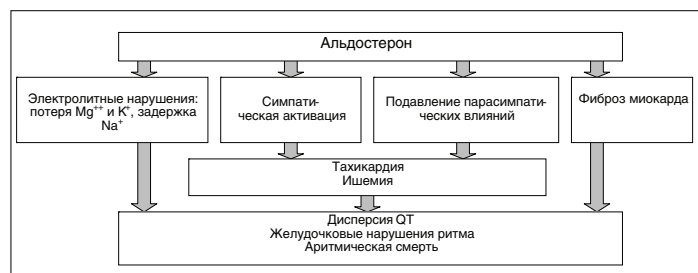 Альдостерон
Электролитные нарушения:
потеря Mg⁺⁺ и K⁺, задержка
Na⁺
Симпати-
ческая активация
Подавление парасимпати-
ческих влияний
Фиброз миокарда
Тахикардия
Ишемия
Дисперсия QT
Желудочковые нарушения ритма
Аритмическая смерть